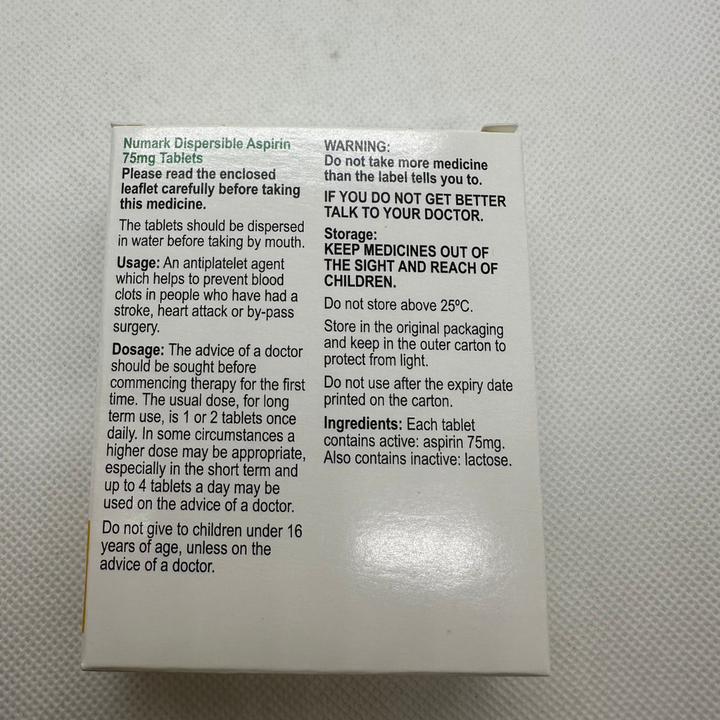 Numark Dispersible Aspirin
75mg Tablets
Please read the enclosed
leaflet carefully before taking
this medicine.
The tablets should be dispersed
in water before taking by mouth.
Usage: An antiplatelet agent
which helps to prevent blood
clots in people who have had a
stroke, heart attack or by-pass
surgery.
Dosage: The advice of a doctor
should be sought before
commencing therapy for the first
time. The usual dose, for long
term use, is 1 or 2 tablets once
daily. In some circumstances a
higher dose may be appropriate,
especially in the short term and
up to 4 tablets a day may be
used on the advice of a doctor.
Do not give to children under 16
years of age, unless on the
advice of a doctor.
WARNING:
Do not take more medicine
than the label tells you to.
IF YOU DO NOT GET BETTER
TALK TO YOUR DOCTOR.
Storage:
KEEP MEDICINES OUT OF
THE SIGHT AND REACH OF
CHILDREN.
Do not store above 25ºC.
Store in the original packaging
and keep in the outer carton to
protect from light.
Do not use after the expiry date
printed on the carton.
Ingredients: Each tablet
contains active: aspirin 75mg.
Also contains inactive: lactose.